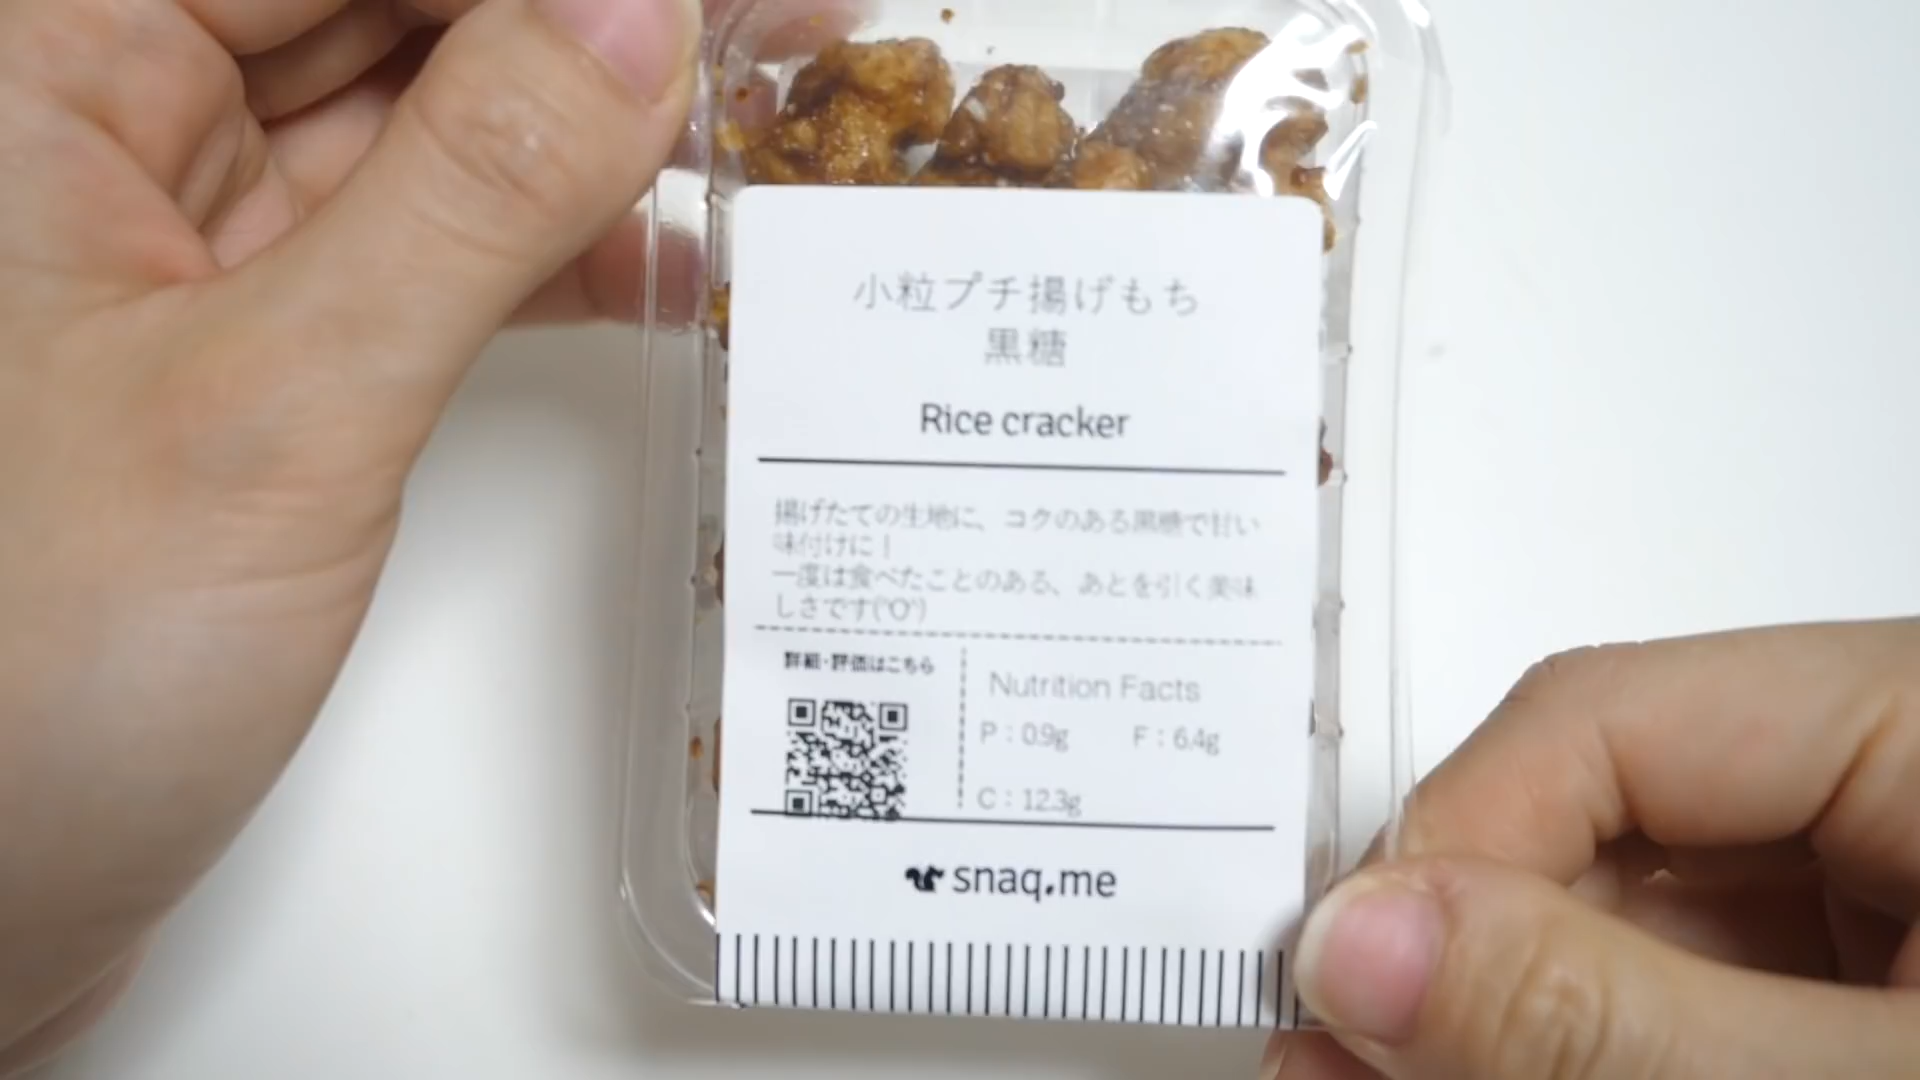 小粒プチ揚げもち
黒糖
Rice cracker
揚げたての生地に、コクのある黒糖で甘い
味付けに！
一度は食べたことのある、あとを引く美味
しさです('O')
詳細・評価はこちら
Nutrition Facts
P：0.9g F：6.4g
C：12.3g
snaq.me